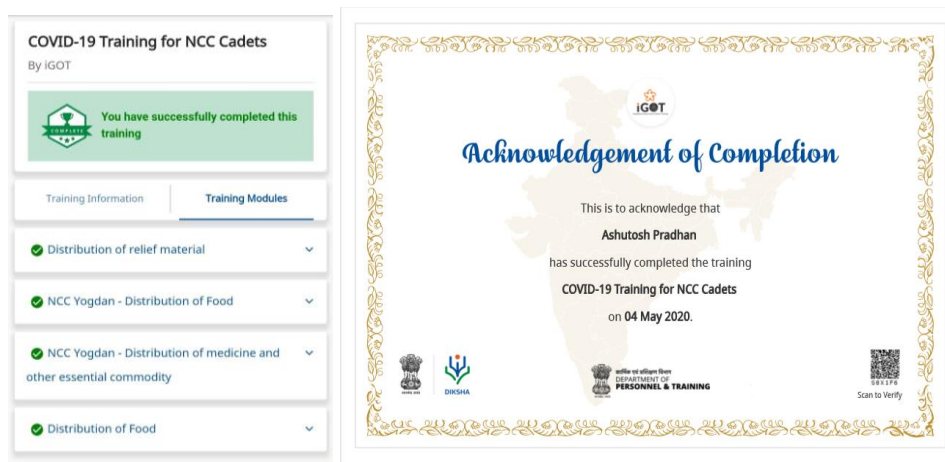 COVID-19 Training for NCC Cadets
By iGOT
COMPLETE
You have successfully completed this
training
Training Information
Training Modules
Distribution of relief material
NCC Yogdan - Distribution of Food
NCC Yogdan - Distribution of medicine and
other essential commodity
Distribution of Food
iGOT
Acknowledgement of Completion
This is to acknowledge that
Ashutosh Pradhan
has successfully completed the training
COVID-19 Training for NCC Cadets
on 04 May 2020.
DIKSHA
कार्मिक एवं प्रशिक्षण विभाग
DEPARTMENT OF
PERSONNEL & TRAINING
Scan to Verify